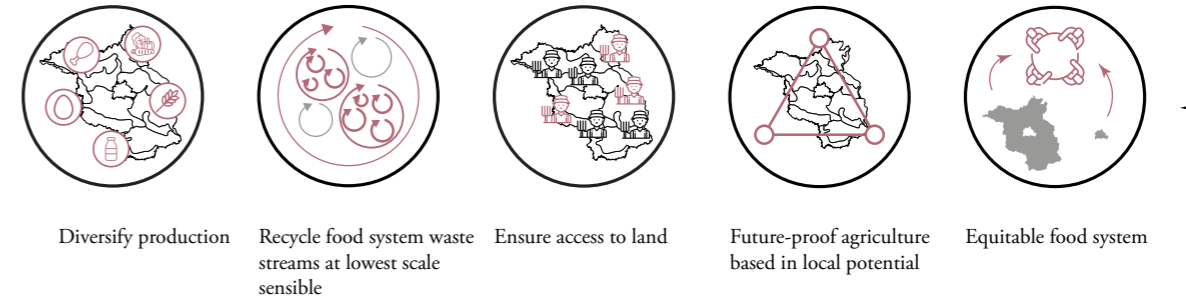 Diversify production
Recycle food system waste
streams at lowest scale
sensible
Ensure access to land
Future-proof agriculture
based in local potential
Equitable food system